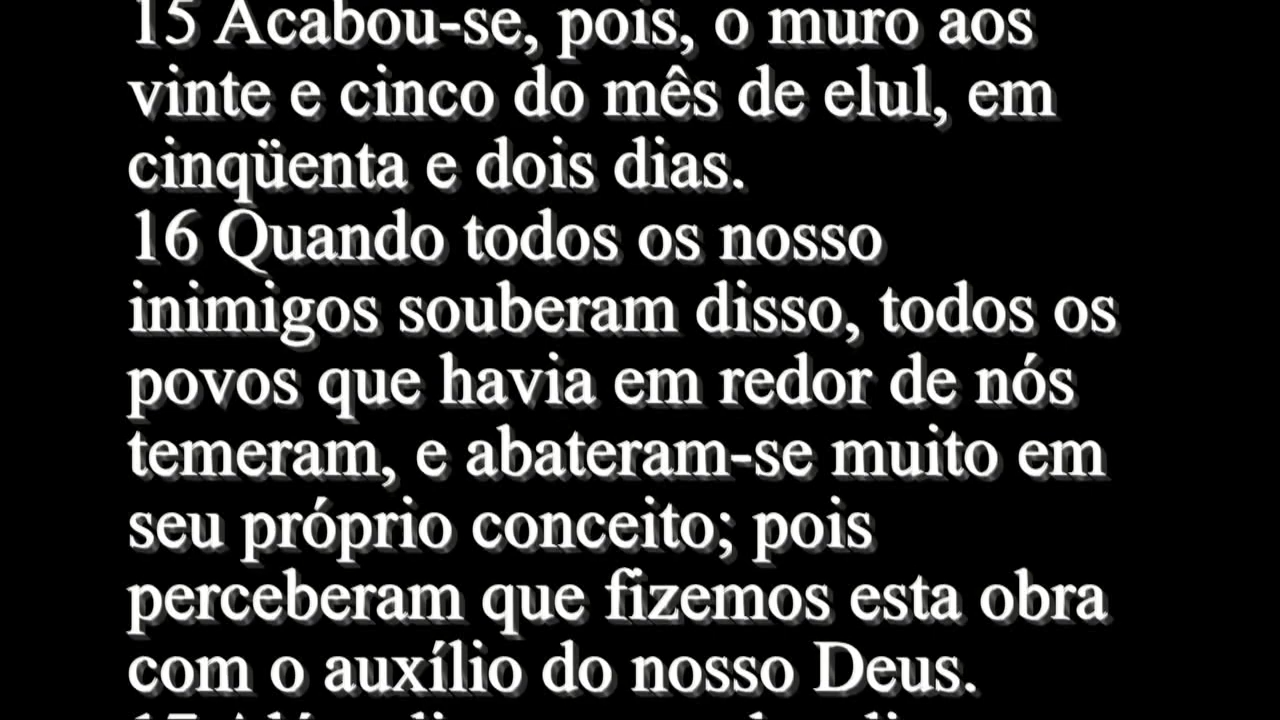 15 Acabou-se, pois, o muro aos
vinte e cinco do mês de elul, em
cinqüenta e dois dias.
16 Quando todos os nosso
inimigos souberam disso, todos os
povos que havia em redor de nós
temeram, e abateram-se muito em
seu próprio conceito; pois
perceberam que fizemos esta obra
com o auxílio do nosso Deus.